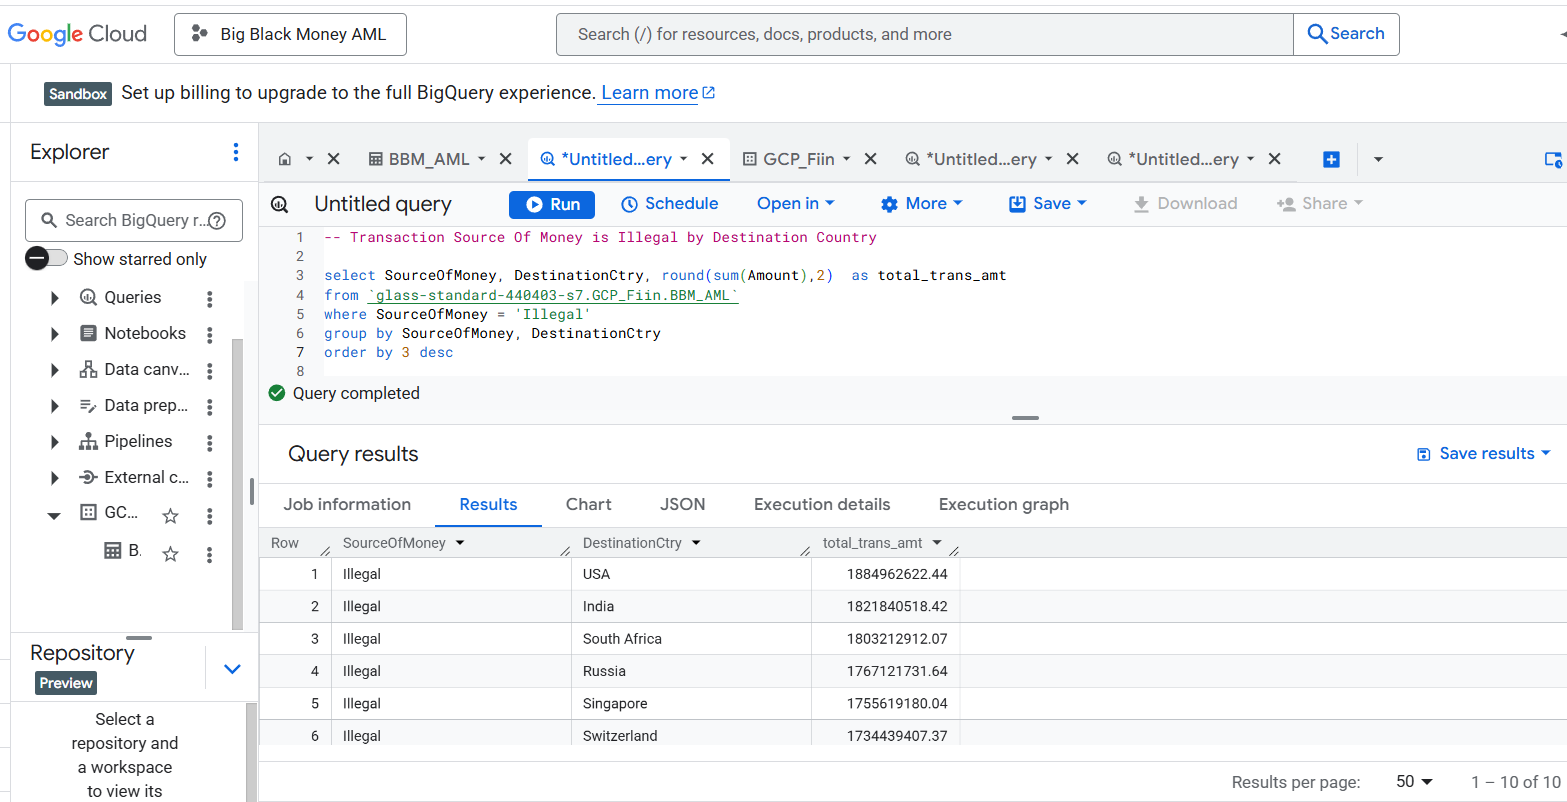 Google Cloud
Big Black Money AML
Search (/) for resources, docs, products, and more
Search
Sandbox Set up billing to upgrade to the full BigQuery experience. Learn more
Explorer
BBM_AML
*Untitled...ery
GCP_Fiin
*Untitled...ery
*Untitled...ery
Search BigQuery r...
Show starred only
Queries
Notebooks
Data canv...
Data prep...
Pipelines
External c...
GC...
B.
Repository
Preview
Select a
repository and
a workspace
to view its
Untitled query
Run
Schedule
Open in
More
Save
Download
Share
1 -- Transaction Source Of Money is Illegal by Destination Country
2
3 select SourceOfMoney, DestinationCtry, round(sum(Amount),2)  as total_trans_amt
4 from `glass-standard-440403-s7.GCP_Fiin.BBM_AML`
5 where SourceOfMoney = 'Illegal'
6 group by SourceOfMoney, DestinationCtry
7 order by 3 desc
8
Query completed
Query results
Save results
Job information Results Chart JSON Execution details Execution graph
Row SourceOfMoney DestinationCtry total_trans_amt
1 Illegal USA 1884962622.44
2 Illegal India 1821840518.42
3 Illegal South Africa 1803212912.07
4 Illegal Russia 1767121731.64
5 Illegal Singapore 1755619180.04
6 Illegal Switzerland 1734439407.37
Results per page: 50 1 – 10 of 10